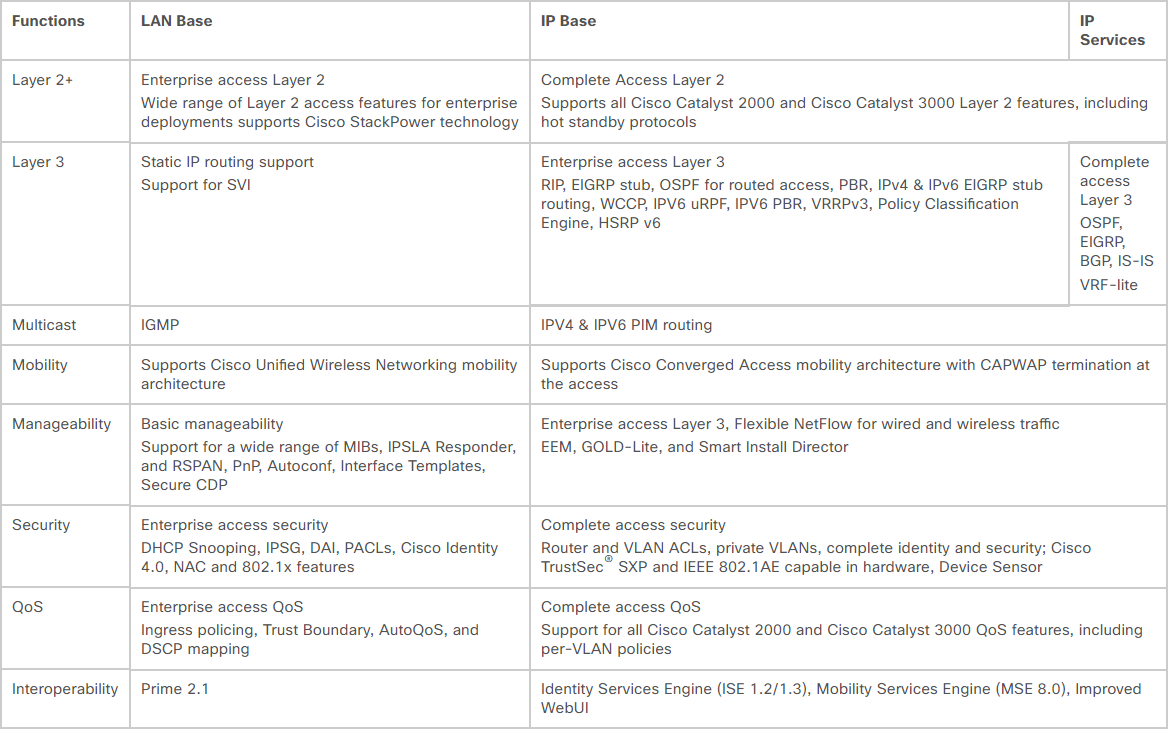 Functions
LAN Base
IP Base
IP
Services
Layer 2+
Enterprise access Layer 2
Wide range of Layer 2 access features for enterprise
deployments supports Cisco StackPower technology
Complete Access Layer 2
Supports all Cisco Catalyst 2000 and Cisco Catalyst 3000 Layer 2 features, including
hot standby protocols
Layer 3
Static IP routing support
Support for SVI
Enterprise access Layer 3
RIP, EIGRP stub, OSPF for routed access, PBR, IPv4 & IPv6 EIGRP stub
routing, WCCP, IPV6 uRPF, IPV6 PBR, VRRPv3, Policy Classification
Engine, HSRP v6
Complete
access
Layer 3
OSPF,
EIGRP,
BGP, IS-IS
VRF-lite
Multicast
IGMP
IPV4 & IPV6 PIM routing
Mobility
Supports Cisco Unified Wireless Networking mobility
architecture
Supports Cisco Converged Access mobility architecture with CAPWAP termination at
the access
Manageability
Basic manageability
Support for a wide range of MIBs, IPSLA Responder,
and RSPAN, PnP, Autoconf, Interface Templates,
Secure CDP
Enterprise access Layer 3, Flexible NetFlow for wired and wireless traffic
EEM, GOLD-Lite, and Smart Install Director
Security
Enterprise access security
DHCP Snooping, IPSG, DAI, PACLs, Cisco Identity
4.0, NAC and 802.1x features
Complete access security
Router and VLAN ACLs, private VLANs, complete identity and security; Cisco
TrustSec® SXP and IEEE 802.1AE capable in hardware, Device Sensor
QoS
Enterprise access QoS
Ingress policing, Trust Boundary, AutoQoS, and
DSCP mapping
Complete access QoS
Support for all Cisco Catalyst 2000 and Cisco Catalyst 3000 QoS features, including
per-VLAN policies
Interoperability
Prime 2.1
Identity Services Engine (ISE 1.2/1.3), Mobility Services Engine (MSE 8.0), Improved
WebUI